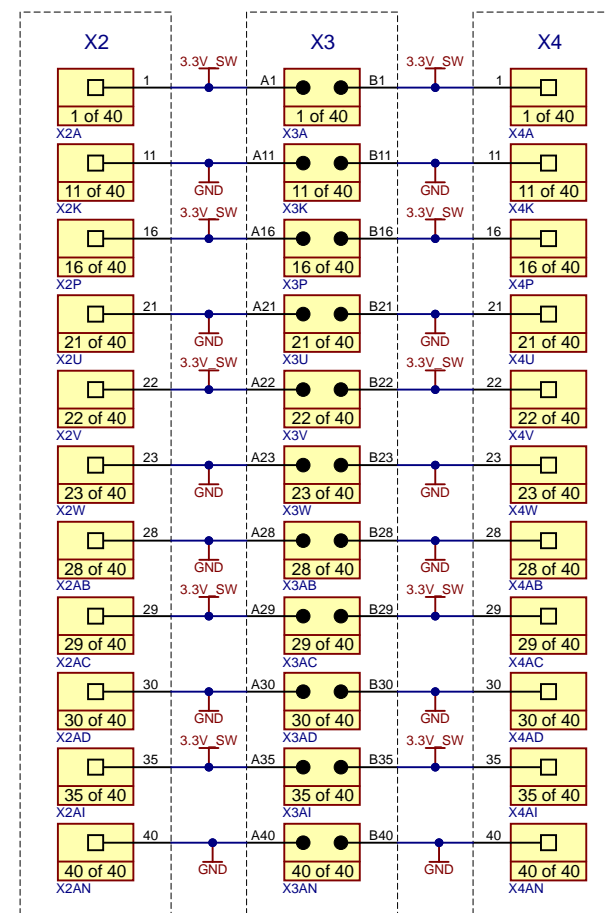 X2 X3 X4
3.3V_SW 3.3V_SW
1 A1 B1 1
1 of 40 1 of 40 1 of 40
X2A X3A X4A
11 A11 B11 11
GND GND
11 of 40 11 of 40 11 of 40
X2K X3K X4K
3.3V_SW 3.3V_SW
16 A16 B16 16
16 of 40 16 of 40 16 of 40
X2P X3P X4P
21 A21 B21 21
GND GND
21 of 40 21 of 40 21 of 40
X2U X3U X4U
3.3V_SW 3.3V_SW
22 A22 B22 22
22 of 40 22 of 40 22 of 40
X2V X3V X4V
23 A23 B23 23
GND GND
23 of 40 23 of 40 23 of 40
X2W X3W X4W
28 A28 B28 28
GND GND
28 of 40 28 of 40 28 of 40
X2AB X3AB X4AB
3.3V_SW 3.3V_SW
29 A29 B29 29
29 of 40 29 of 40 29 of 40
X2AC X3AC X4AC
30 A30 B30 30
GND GND
30 of 40 30 of 40 30 of 40
X2AD X3AD X4AD
3.3V_SW 3.3V_SW
35 A35 B35 35
35 of 40 35 of 40 35 of 40
X2AI X3AI X4AI
40 A40 B40 40
GND GND
40 of 40 40 of 40 40 of 40
X2AN X3AN X4AN